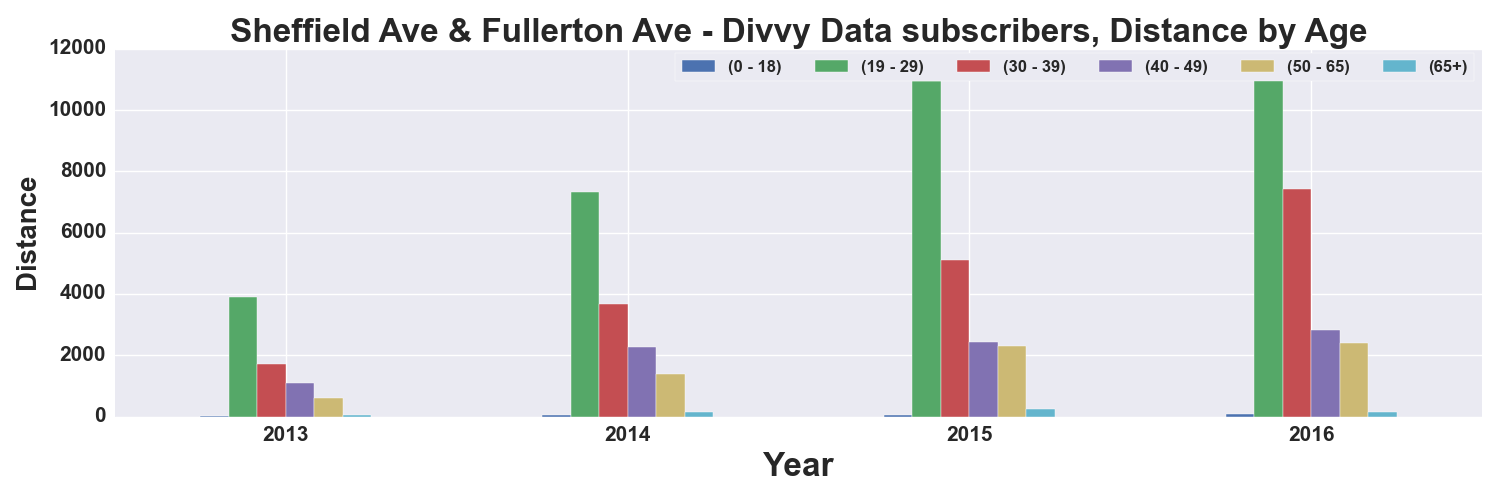 Sheffield Ave & Fullerton Ave - Divvy Data subscribers, Distance by Age
12000
(0 - 18) (19 - 29) (30 - 39) (40 - 49) (50 - 65) (65+)
10000
8000
6000
4000
2000
0
Distance
2013 2014 2015 2016
Year